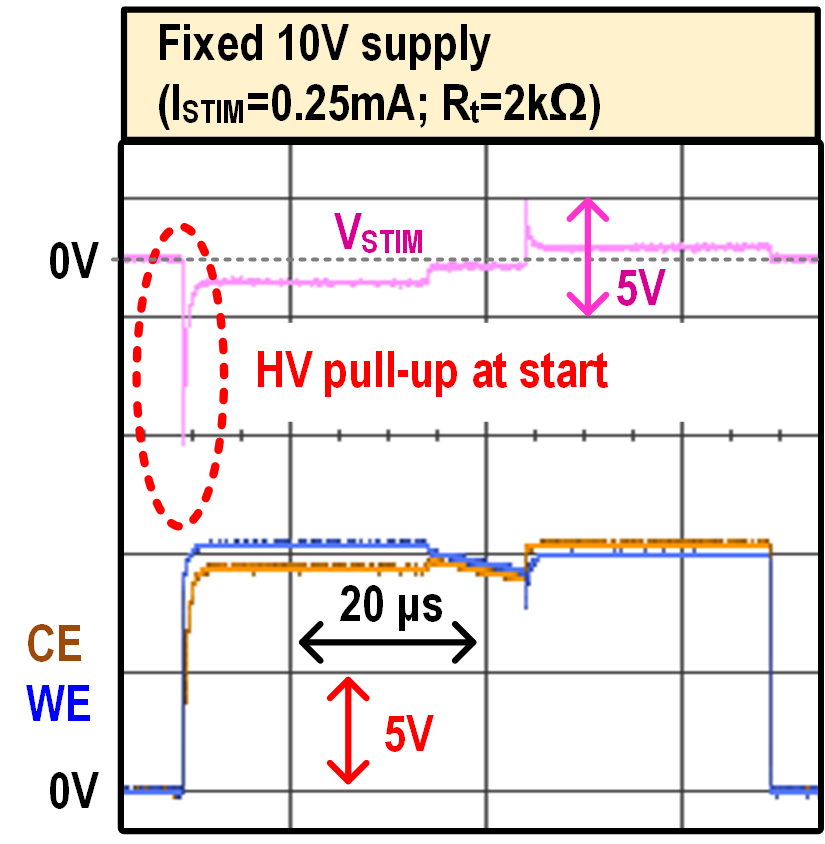 Fixed 10V supply
(ISTIM=0.25mA; Rt=2kΩ)
0V
VSTIM
5V
HV pull-up at start
20 μs
CE
WE
5V
0V